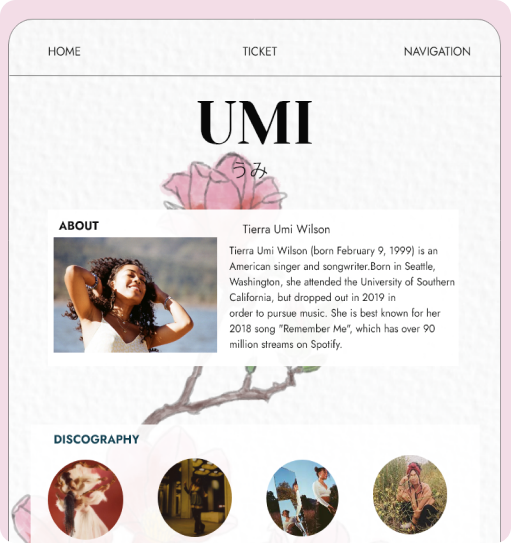 HOME TICKET NAVIGATION
UMI
うみ
ABOUT
Tierra Umi Wilson
Tierra Umi Wilson (born February 9, 1999) is an
American singer and songwriter.Born in Seattle,
Washington, she attended the University of Southern
California, but dropped out in 2019 in
order to pursue music. She is best known for her
2018 song "Remember Me", which has over 90
million streams on Spotify.
DISCOGRAPHY